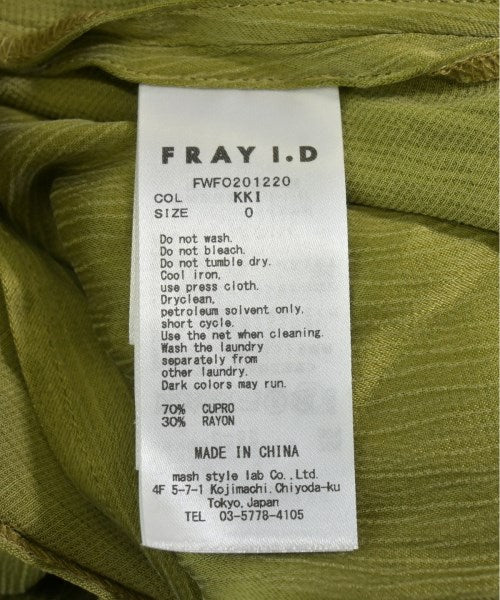 FRAY I.D
FWFO201220
COL KKI
SIZE 0
Do not wash.
Do not bleach.
Do not tumble dry.
Cool iron,
use press cloth.
Dryclean,
petroleum solvent only.
short cycle.
Use the net when cleaning.
Wash the laundry
separately from
other laundry.
Dark colors may run.
70% CUPRO
30% RAYON
MADE IN CHINA
mash style lab Co.,Ltd.
4F 5-7-1 Kojimachi,Chiyoda-ku
Tokyo,Japan
TEL 03-5778-4105